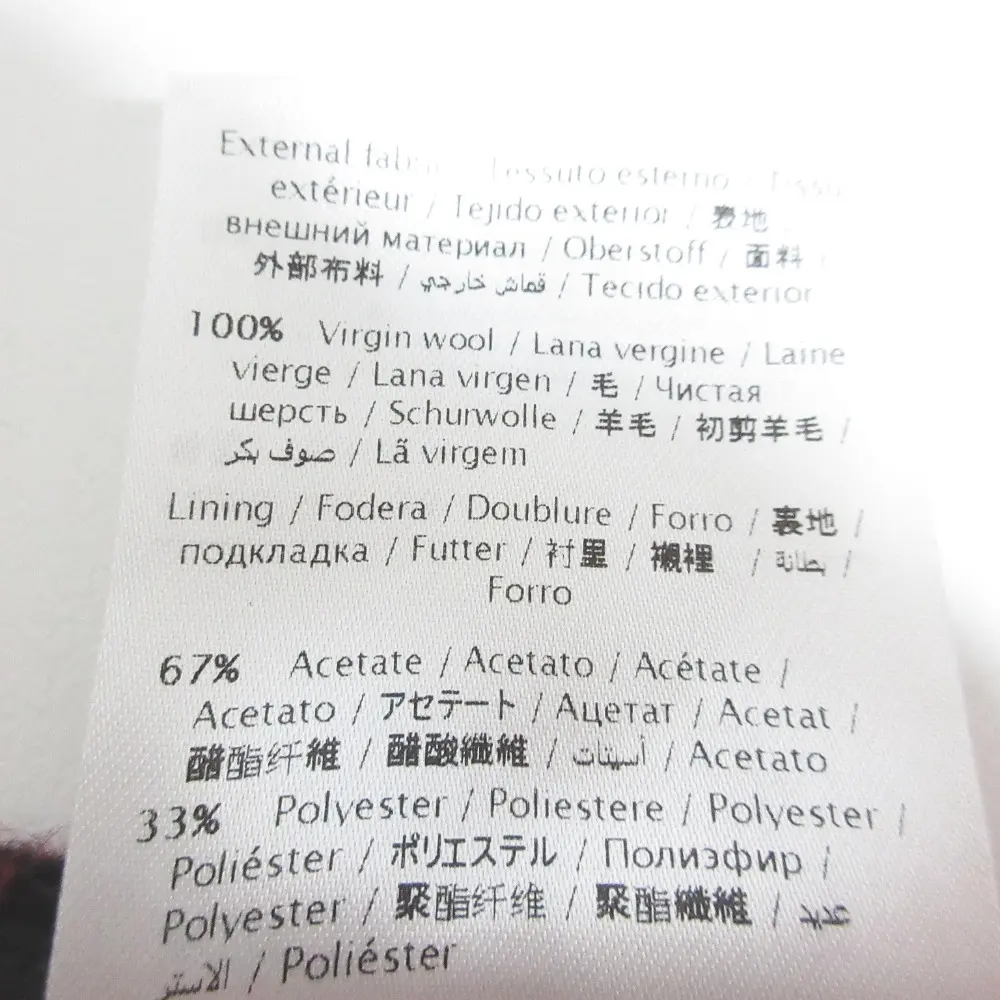 External / Tessuto esterno /
extérieur / Tejido exterior / 表地
внешний материал / Oberstoff / 面料
外部布料 / قماش خارجي / Tecido exterior
100% Virgin wool / Lana vergine / Laine
vierge / Lana virgen / 毛 / Чистая
шерсть / Schurwolle / 羊毛 / 初剪羊毛 /
صوف بكر / Lã virgem
Lining / Fodera / Doublure / Forro / 裏地 /
подкладка / Futter / 衬里 / 襯裡 / بطانة /
Forro
67% Acetate / Acetato / Acétate /
Acetato / アセテート / Ацетат / Acetat /
醋酯纤維 / 醋酸纖維 / أسيتات / Acetato
33% Polyester / Poliestere / Polyester /
Poliéster / ポリエステル / Полиэфир /
Polyester / 聚酯纤维 / 聚酯纖維 / عديد
الاستر / Poliéster